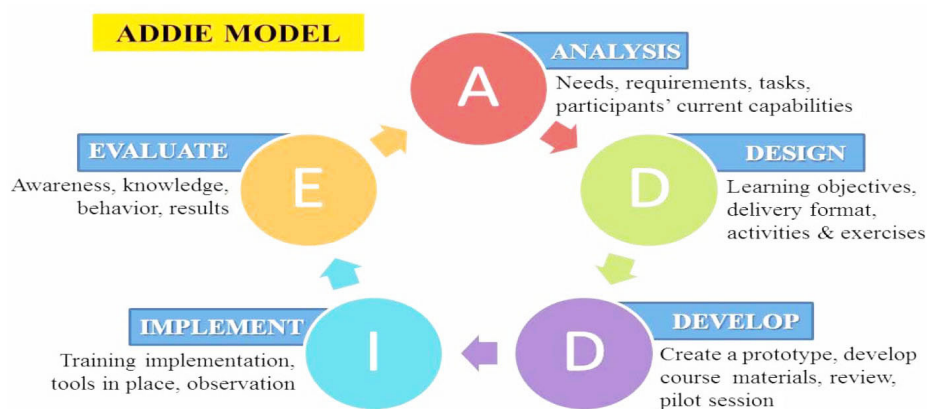 ADDIE MODEL
A
ANALYSIS
Needs, requirements, tasks,
participants’ current capabilities
D
DESIGN
Learning objectives,
delivery format,
activities & exercises
D
DEVELOP
Create a prototype, develop
course materials, review,
pilot session
I
IMPLEMENT
Training implementation,
tools in place, observation
E
EVALUATE
Awareness, knowledge,
behavior, results